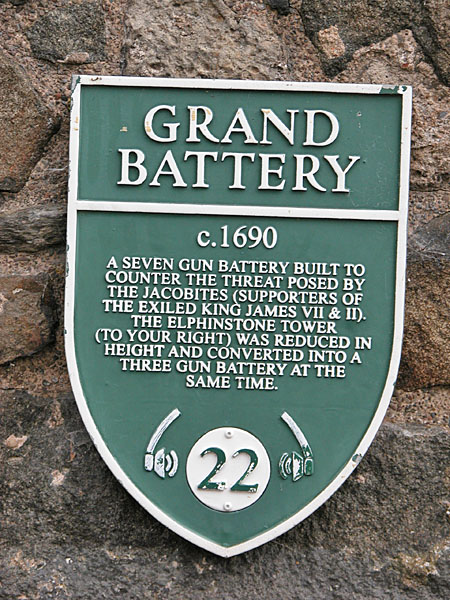 GRAND
BATTERY
c.1690
A SEVEN GUN BATTERY BUILT TO
COUNTER THE THREAT POSED BY
THE JACOBITES (SUPPORTERS OF
THE EXILED KING JAMES VII & II).
THE ELPHINSTONE TOWER
(TO YOUR RIGHT) WAS REDUCED IN
HEIGHT AND CONVERTED INTO A
THREE GUN BATTERY AT THE
SAME TIME.
22